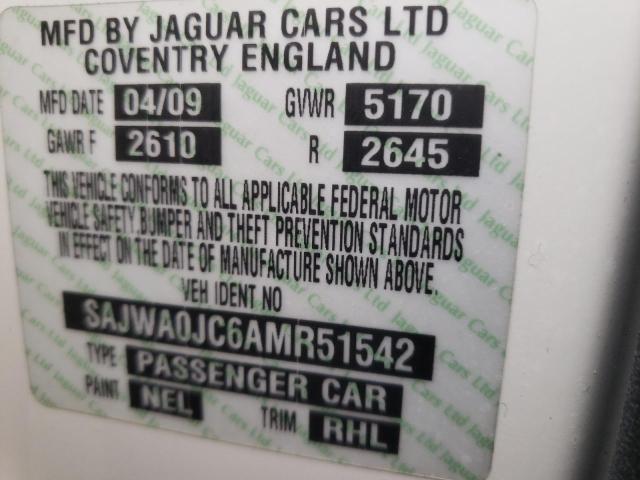 MFD BY JAGUAR CARS LTD
COVENTRY ENGLAND
MFD DATE 04/09 GVWR 5170
GAWR F 2610 R 2645
THIS VEHICLE CONFORMS TO ALL APPLICABLE FEDERAL MOTOR
VEHICLE SAFETY,BUMPER AND THEFT PREVENTION STANDARDS
IN EFFECT ON THE DATE OF MANUFACTURE SHOWN ABOVE.
VEH IDENT NO
SAJWA0JC6AMR51542
TYPE PASSENGER CAR
PAINT NEL TRIM RHL